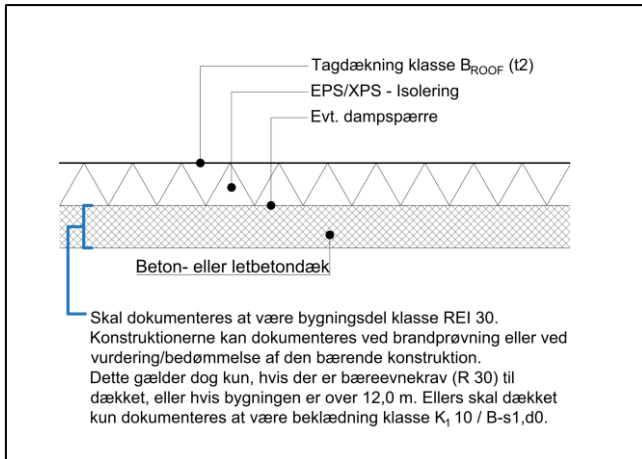 Tagdækning klasse BROOF (t2)
EPS/XPS - Isolering
Evt. dampspærre
Beton- eller letbetondæk
Skal dokumenteres at være bygningsdel klasse REI 30.
Konstruktionerne kan dokumenteres ved brandprøvning eller ved
vurdering/bedømmelse af den bærende konstruktion.
Dette gælder dog kun, hvis der er bæreevnekrav (R 30) til
dækket, eller hvis bygningen er over 12,0 m. Ellers skal dækket
kun dokumenteres at være beklædning klasse K1 10 / B-s1,d0.